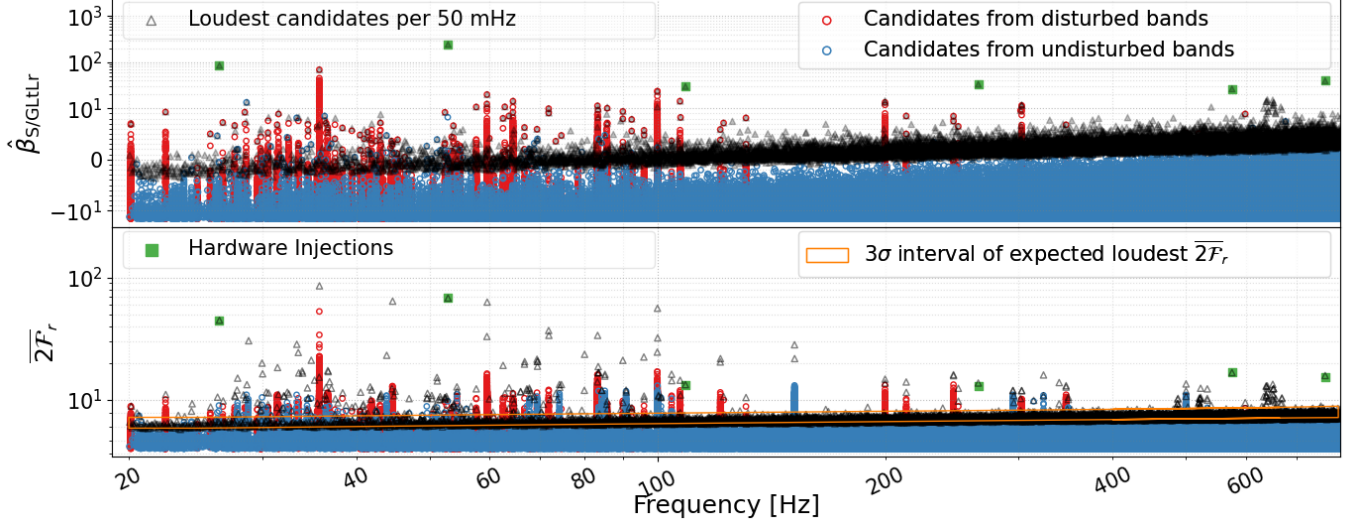 10³
10²
10¹
0
−10¹
β̂S/GLtLr
Loudest candidates per 50 mHz
Candidates from disturbed bands
Candidates from undisturbed bands
10²
10¹
2ℱ̅r
Hardware Injections
3σ interval of expected loudest 2ℱ̅r
20 40 60 80 100 200 400 600
Frequency [Hz]